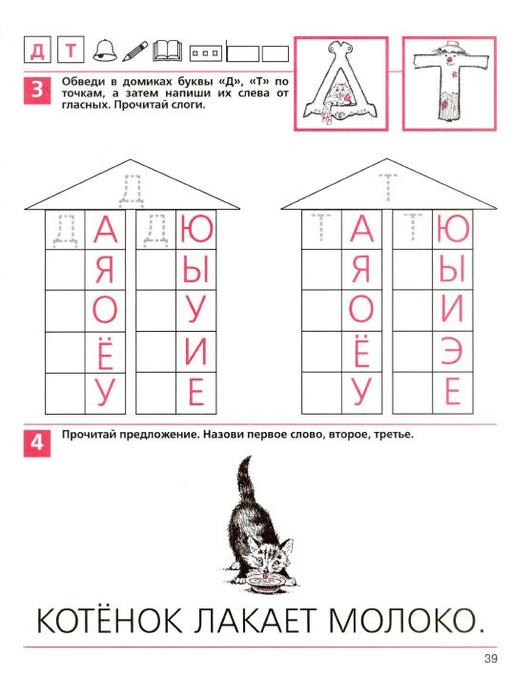 Д Т
3 Обведи в домиках буквы «Д», «Т» по
точкам, а затем напиши их слева от
гласных. Прочитай слоги.
Д Т
Д А Д Ю Т А Т Ю
Я Ы Я Ы
О У О И
Ё И Ё Э
У Е У Е
4 Прочитай предложение. Назови первое слово, второе, третье.
КОТЁНОК ЛАКАЕТ МОЛОКО.
39